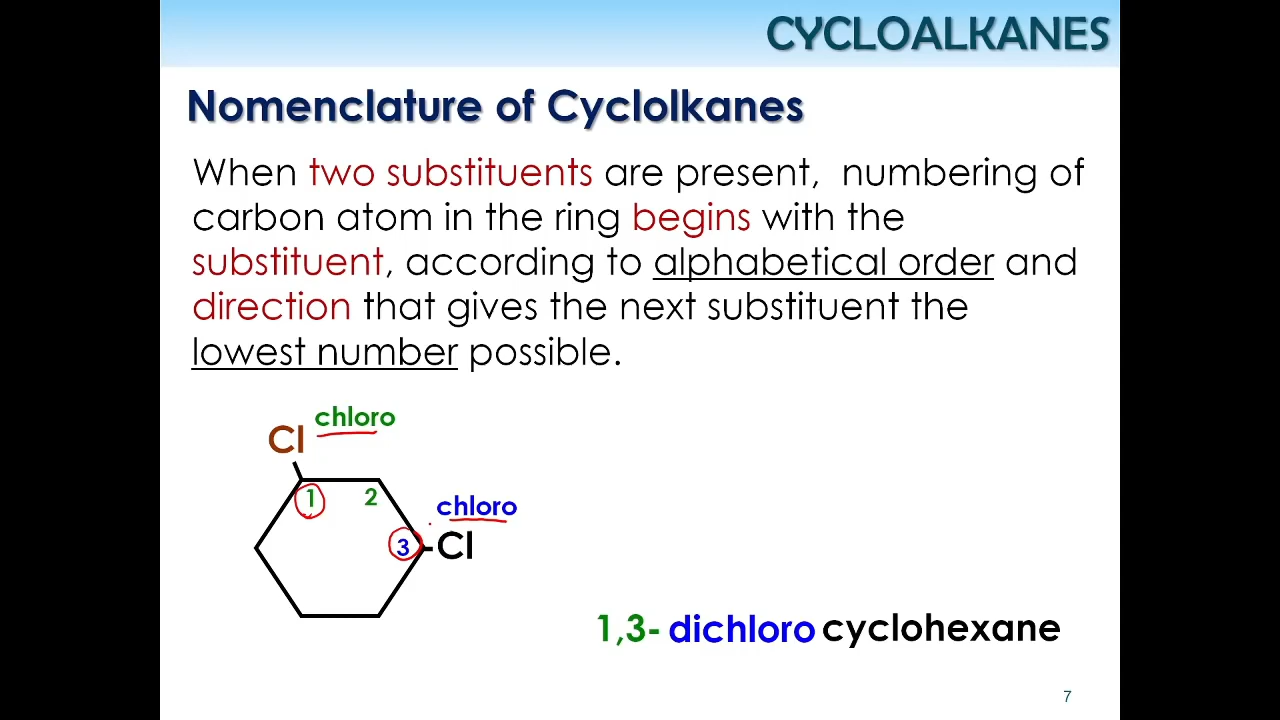 CYCLOALKANES
Nomenclature of Cyclolkanes
When two substituents are present, numbering of
carbon atom in the ring begins with the
substituent, according to alphabetical order and
direction that gives the next substituent the
lowest number possible.
chloro
Cl
1 2
chloro
3 Cl
1,3- dichloro cyclohexane
7